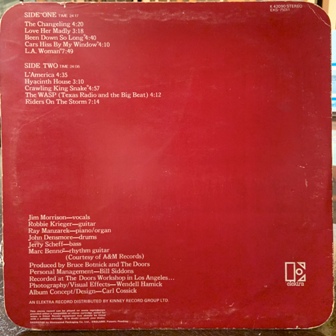 SIDE ONE TIME
The Changeling 4:20
Love Her Madly 3:18
Been Down So Long 4:40
Cars Hiss By My Window 4:10
L.A. Woman 7:49
SIDE TWO TIME
L'America 4:35
Hyacinth House 3:10
Crawling King Snake 4:57
The WASP (Texas Radio and the Big Beat) 4:12
Riders On The Storm 7:14
Jim Morrison—vocals
Robbie Krieger—guitar
Ray Manzarek—piano/organ
John Densmore—drums
Jerry Scheff—bass
Marc Benno—rhythm guitar
(Courtesy of A&M Records)
Produced by Bruce Botnick and The Doors
Personal Management—Bill Siddons
Recorded at The Doors Workshop in Los Angeles...
Photography/Visual Effects—Wendell Hamick
Album Concept/Design—Carl Cossick
AN ELEKTRA RECORD DISTRIBUTED BY KINNEY RECORD GROUP LTD.
elektra